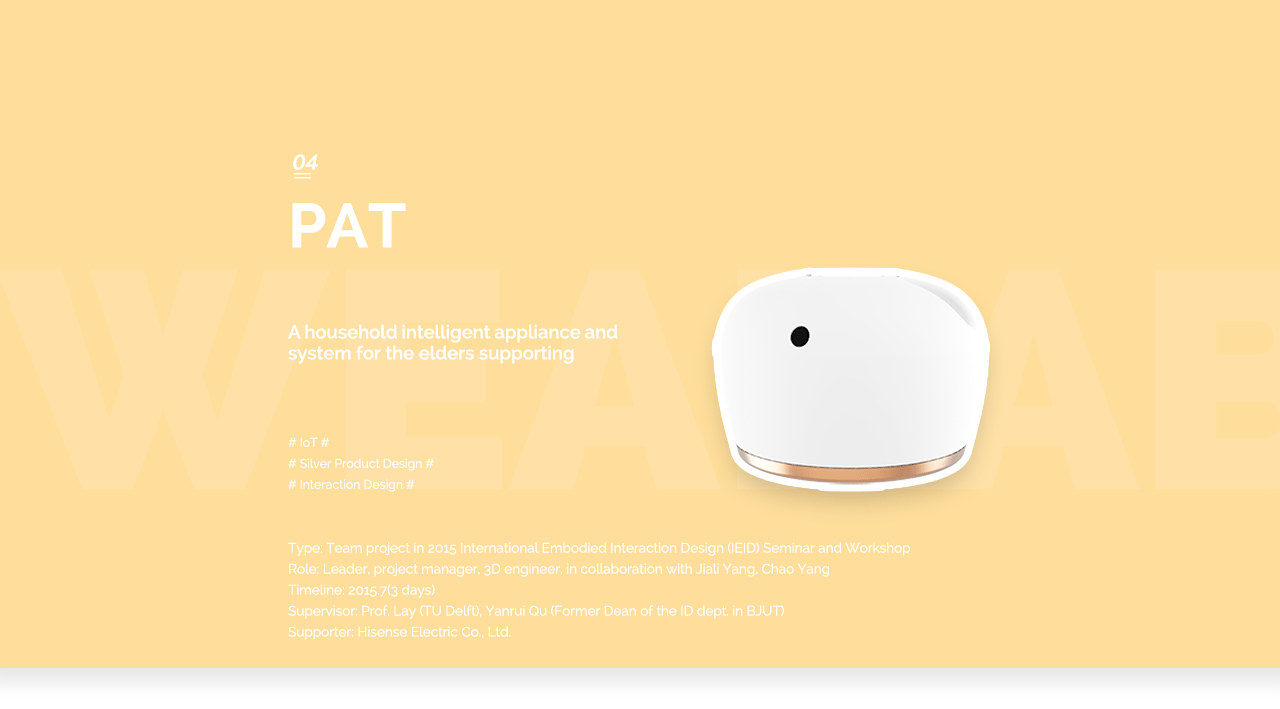 04
PAT
WEARAB
A household intelligent appliance and
system for the elders supporting
# IoT #
# Silver Product Design #
# Interaction Design #
Type: Team project in 2015 International Embodied Interaction Design (IEID) Seminar and Workshop
Role: Leader, project manager, 3D engineer, in collaboration with Jiali Yang, Chao Yang
Timeline: 2015.7(3 days)
Supervisor: Prof. Lay (TU Delft), Yanrui Qu (Former Dean of the ID dept. in BJUT)
Supporter: Hisense Electric Co., Ltd.